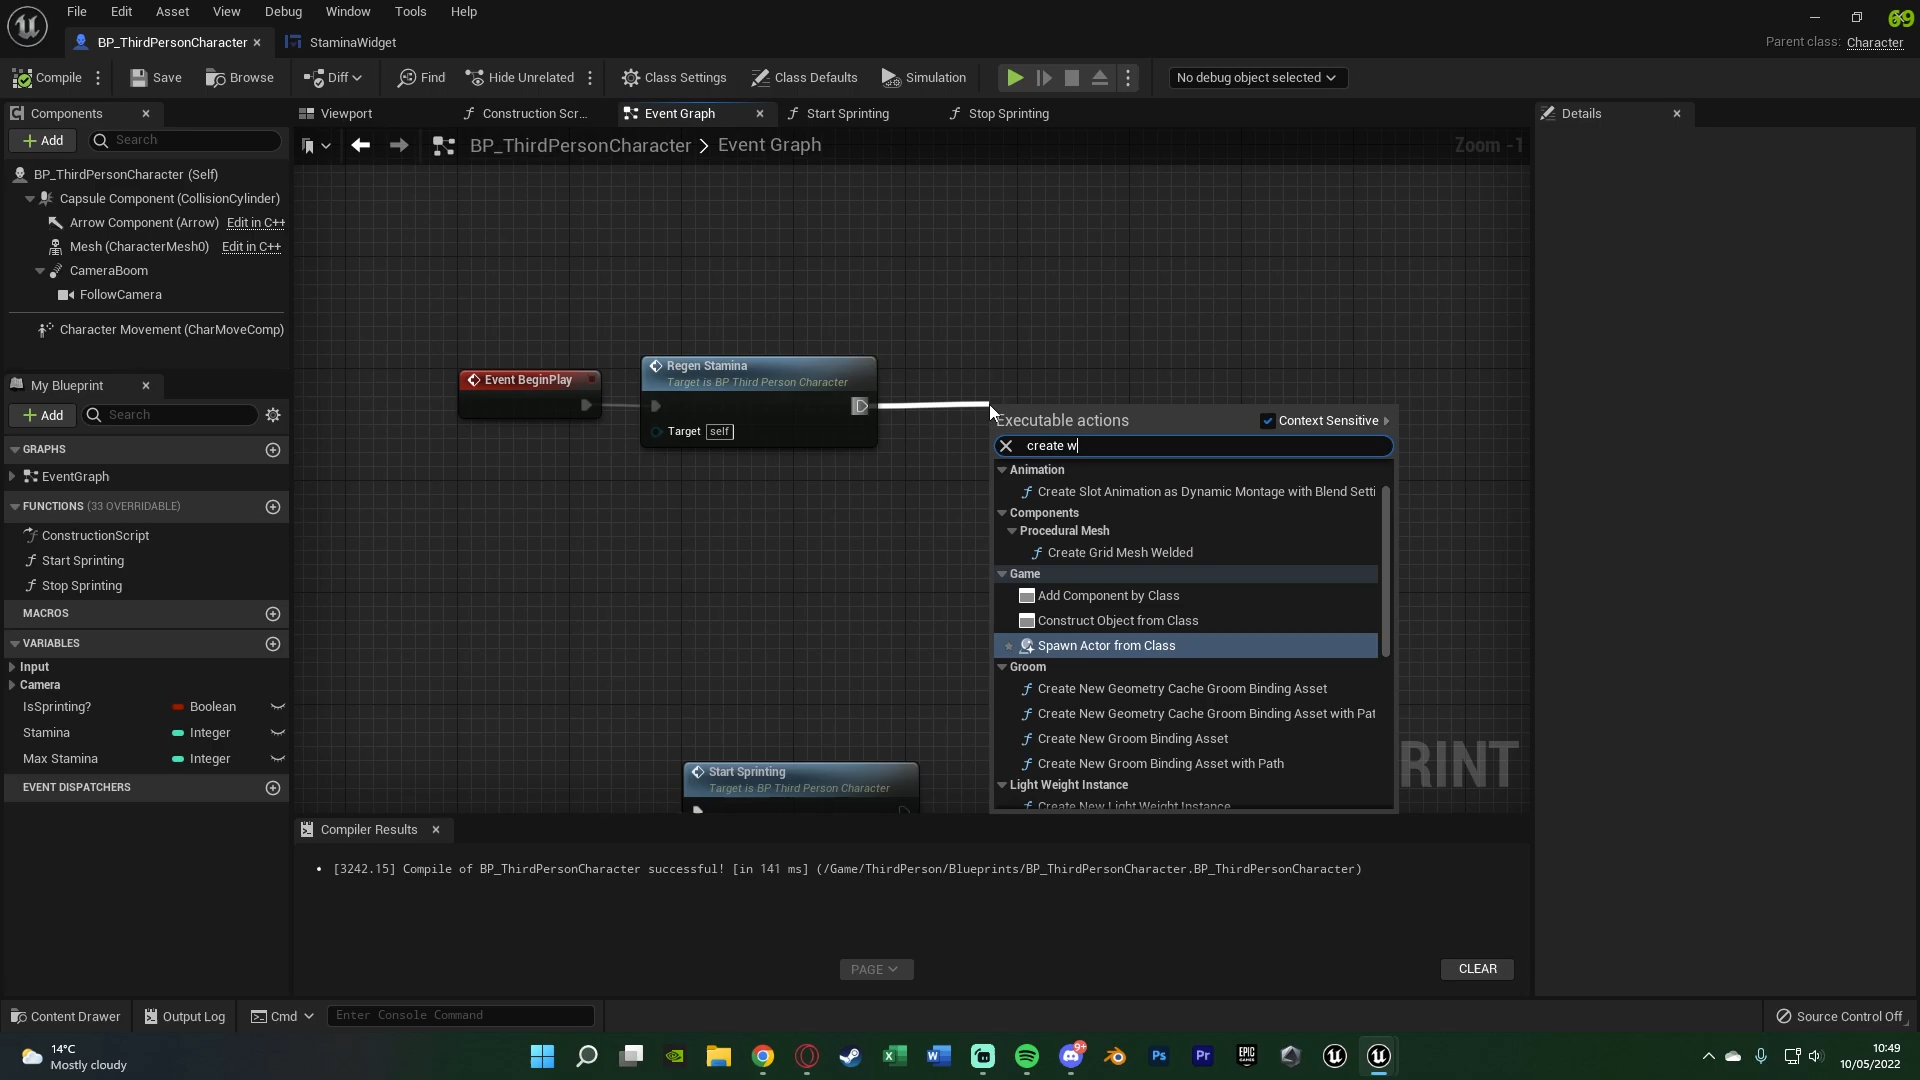 File Edit Asset View Debug Window Tools Help
69
BP_ThirdPersonCharacter StaminaWidget
Parent class: Character
Compile Save Browse Diff Find Hide Unrelated Class Settings Class Defaults Simulation No debug object selected
Components
Viewport Construction Scr... Event Graph Start Sprinting Stop Sprinting
Details
Add Search
BP_ThirdPersonCharacter > Event Graph
Zoom -1
BP_ThirdPersonCharacter (Self)
Capsule Component (CollisionCylinder)
Arrow Component (Arrow) Edit in C++
Mesh (CharacterMesh0) Edit in C++
CameraBoom
FollowCamera
Character Movement (CharMoveComp)
My Blueprint
Add Search
GRAPHS
EventGraph
FUNCTIONS (33 OVERRIDABLE)
ConstructionScript
Start Sprinting
Stop Sprinting
MACROS
VARIABLES
Input
Camera
IsSprinting? Boolean
Stamina Integer
Max Stamina Integer
EVENT DISPATCHERS
Event BeginPlay
Regen Stamina
Target is BP Third Person Character
Target self
Executable actions
Context Sensitive
create w
Animation
Create Slot Animation as Dynamic Montage with Blend Setti
Components
Procedural Mesh
Create Grid Mesh Welded
Game
Add Component by Class
Construct Object from Class
Spawn Actor from Class
Groom
Create New Geometry Cache Groom Binding Asset
Create New Geometry Cache Groom Binding Asset with Pat
Create New Groom Binding Asset
Create New Groom Binding Asset with Path
Light Weight Instance
Create New Light Weight Instance
RINT
Start Sprinting
Target is BP Third Person Character
Compiler Results
[3242.15] Compile of BP_ThirdPersonCharacter successful! [in 141 ms] (/Game/ThirdPerson/Blueprints/BP_ThirdPersonCharacter.BP_ThirdPersonCharacter)
PAGE
CLEAR
Content Drawer Output Log Cmd Enter Console Command
Source Control Off
14°C
Mostly cloudy
9+
Ps
Pr
EPIC GAMES
10:49
10/05/2022